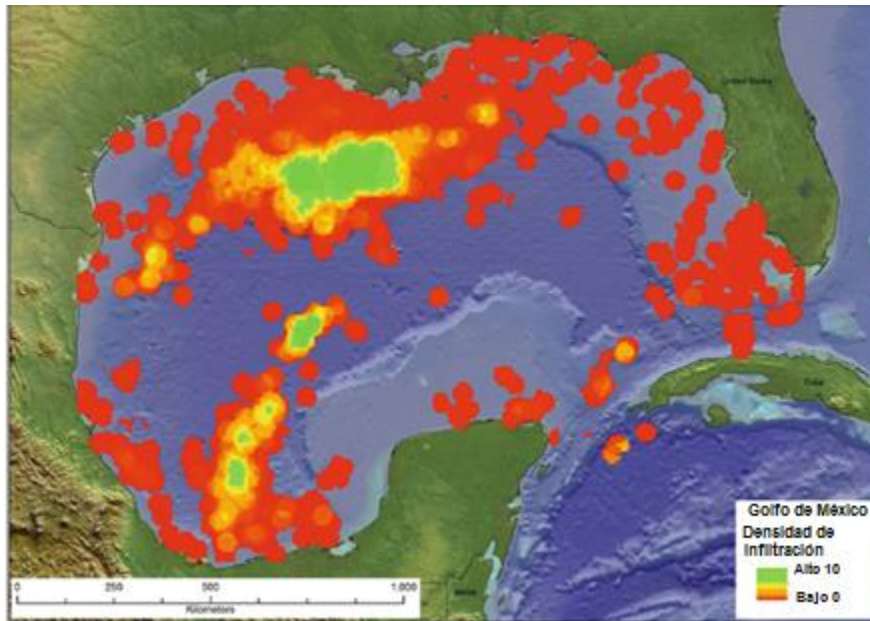 United States
Cuba
Golfo de México
Densidad de
Infiltración
Alto 10
Bajo 0
0 250 500 1,000
Kilometers